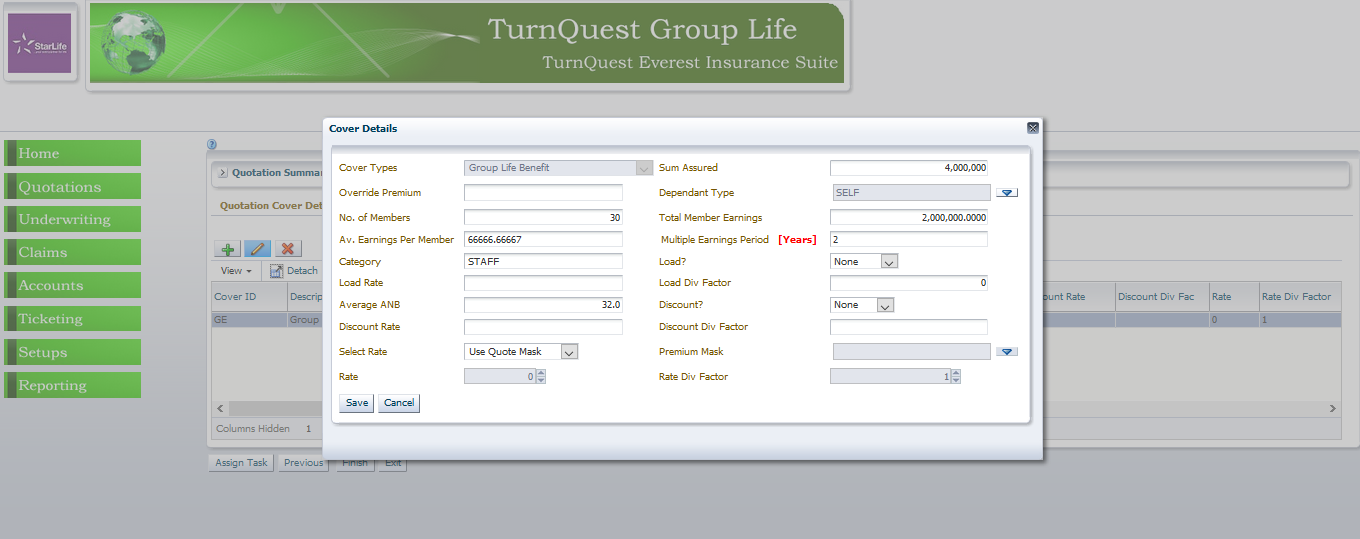 StarLife
TurnQuest Group Life
TurnQuest Everest Insurance Suite
Home
Quotations
Underwriting
Claims
Accounts
Ticketing
Setups
Reporting
Quotation Summar
Quotation Cover Det
View
Detach
Cover ID Descrip ount Rate Discount Div Fac Rate Rate Div Factor
GE Group 0 1
Columns Hidden 1
Assign Task Previous Finish Exit
Cover Details
Cover Types Group Life Benefit Sum Assured 4,000,000
Override Premium Dependant Type SELF
No. of Members 30 Total Member Earnings 2,000,000.0000
Av. Earnings Per Member 66666.66667 Multiple Earnings Period [Years] 2
Category STAFF Load? None
Load Rate Load Div Factor 0
Average ANB 32.0 Discount? None
Discount Rate Discount Div Factor
Select Rate Use Quote Mask Premium Mask
Rate 0 Rate Div Factor 1
Save Cancel